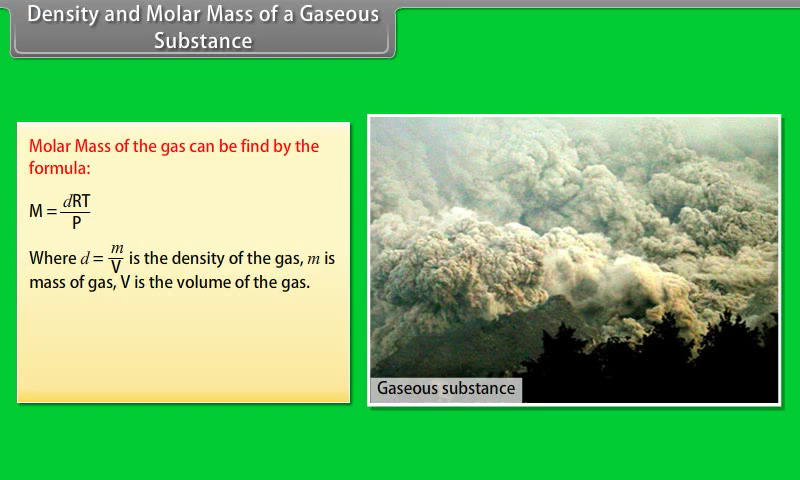 Density and Molar Mass of a Gaseous
Substance
Molar Mass of the gas can be find by the
formula:
M = dRT/P
Where d = m/V is the density of the gas, m is
mass of gas, V is the volume of the gas.
Gaseous substance